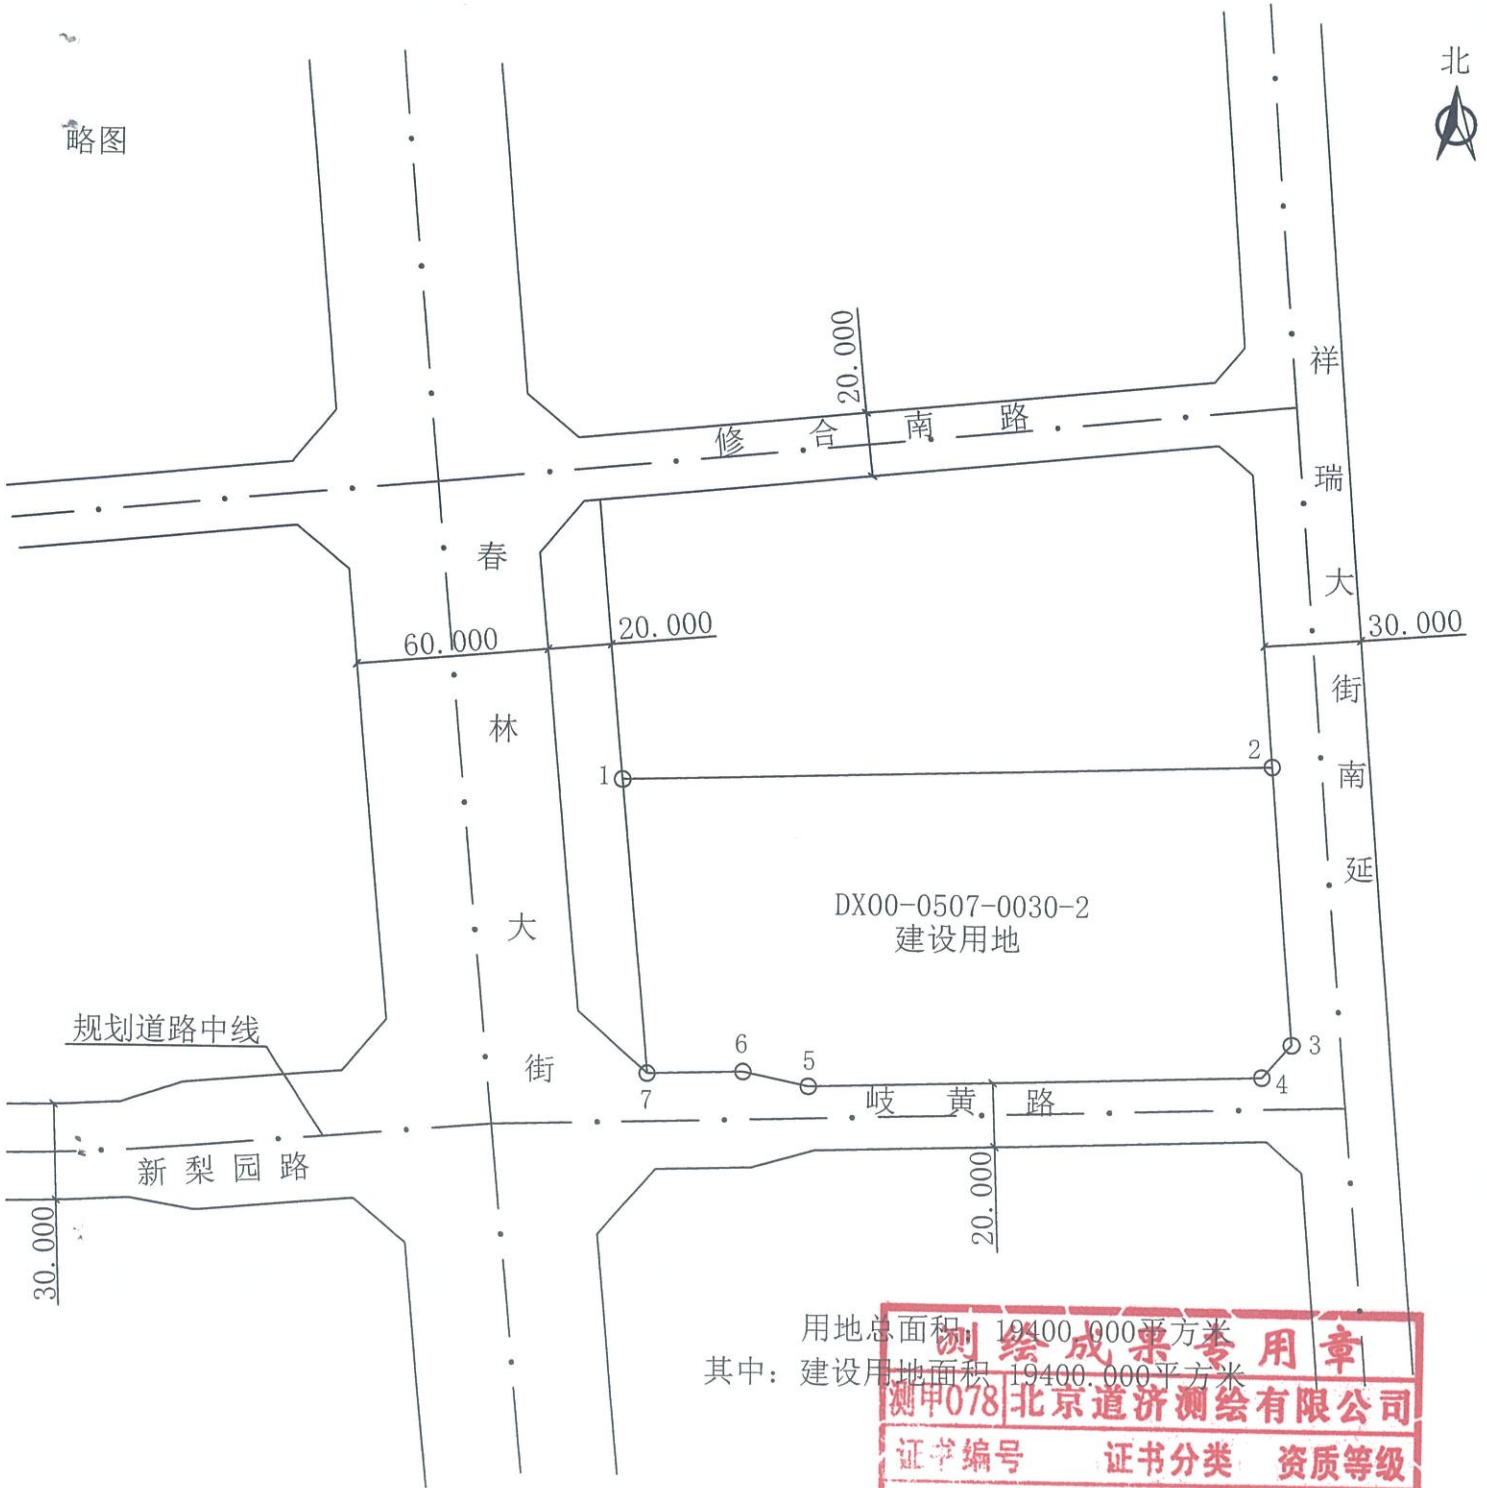 北
略图
20.000
祥瑞大街南延
修合南路
春林大街
60.000
20.000
30.000
1
2
DX00-0507-0030-2
建设用地
规划道路中线
3
4
5
6
7
岐黄路
新梨园路
20.000
30.000
用地总面积：19400.000平方米
其中：建设用地面积 19400.000平方米
测绘成果专用章
测甲078 北京道济测绘有限公司
证书编号 证书分类 资质等级